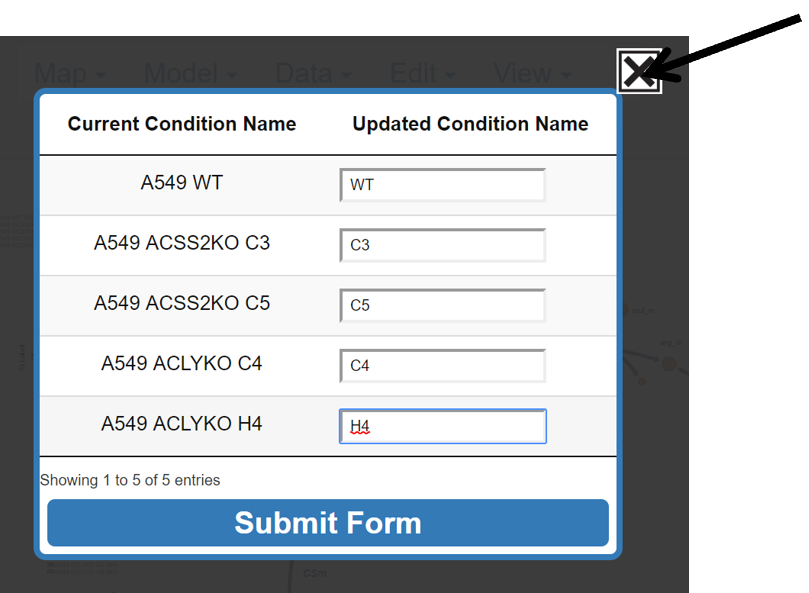 Map Model Data Edit View
Current Condition Name Updated Condition Name
A549 WT WT
A549 ACSS2KO C3 C3
A549 ACSS2KO C5 C5
A549 ACLYKO C4 C4
A549 ACLYKO H4 H4
Showing 1 to 5 of 5 entries
Submit Form
CSm